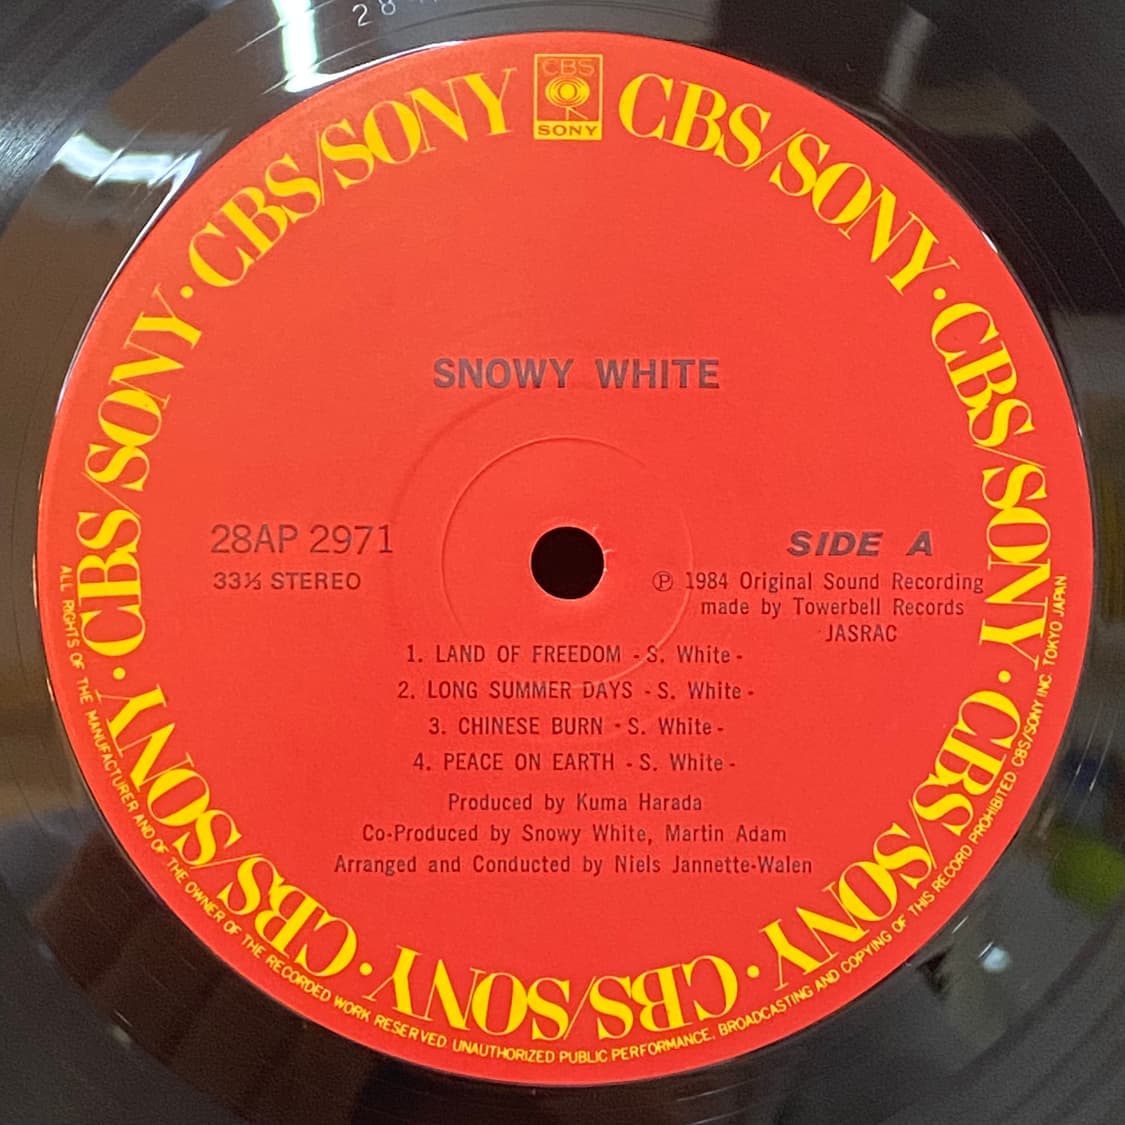 28
CBS
SONY
CBS/SONY · CBS/SONY · CBS/SONY · CBS/SONY · CBS/SONY · CBS/SONY · CBS/SONY · CBS/SONY · CBS/SONY · CBS/SONY
SNOWY WHITE
28AP 2971
33⅓ STEREO
SIDE A
Ⓟ 1984 Original Sound Recording
made by Towerbell Records
JASRAC
1. LAND OF FREEDOM - S. White -
2. LONG SUMMER DAYS - S. White -
3. CHINESE BURN - S. White -
4. PEACE ON EARTH - S. White -
Produced by Kuma Harada
Co-Produced by Snowy White, Martin Adam
Arranged and Conducted by Niels Jannette-Walen
ALL RIGHTS OF THE MANUFACTURER AND OF THE OWNER OF THE RECORDED WORK RESERVED UNAUTHORIZED PUBLIC PERFORMANCE, BROADCASTING AND COPYING OF THIS RECORD PROHIBITED CBS/SONY INC. TOKYO JAPAN